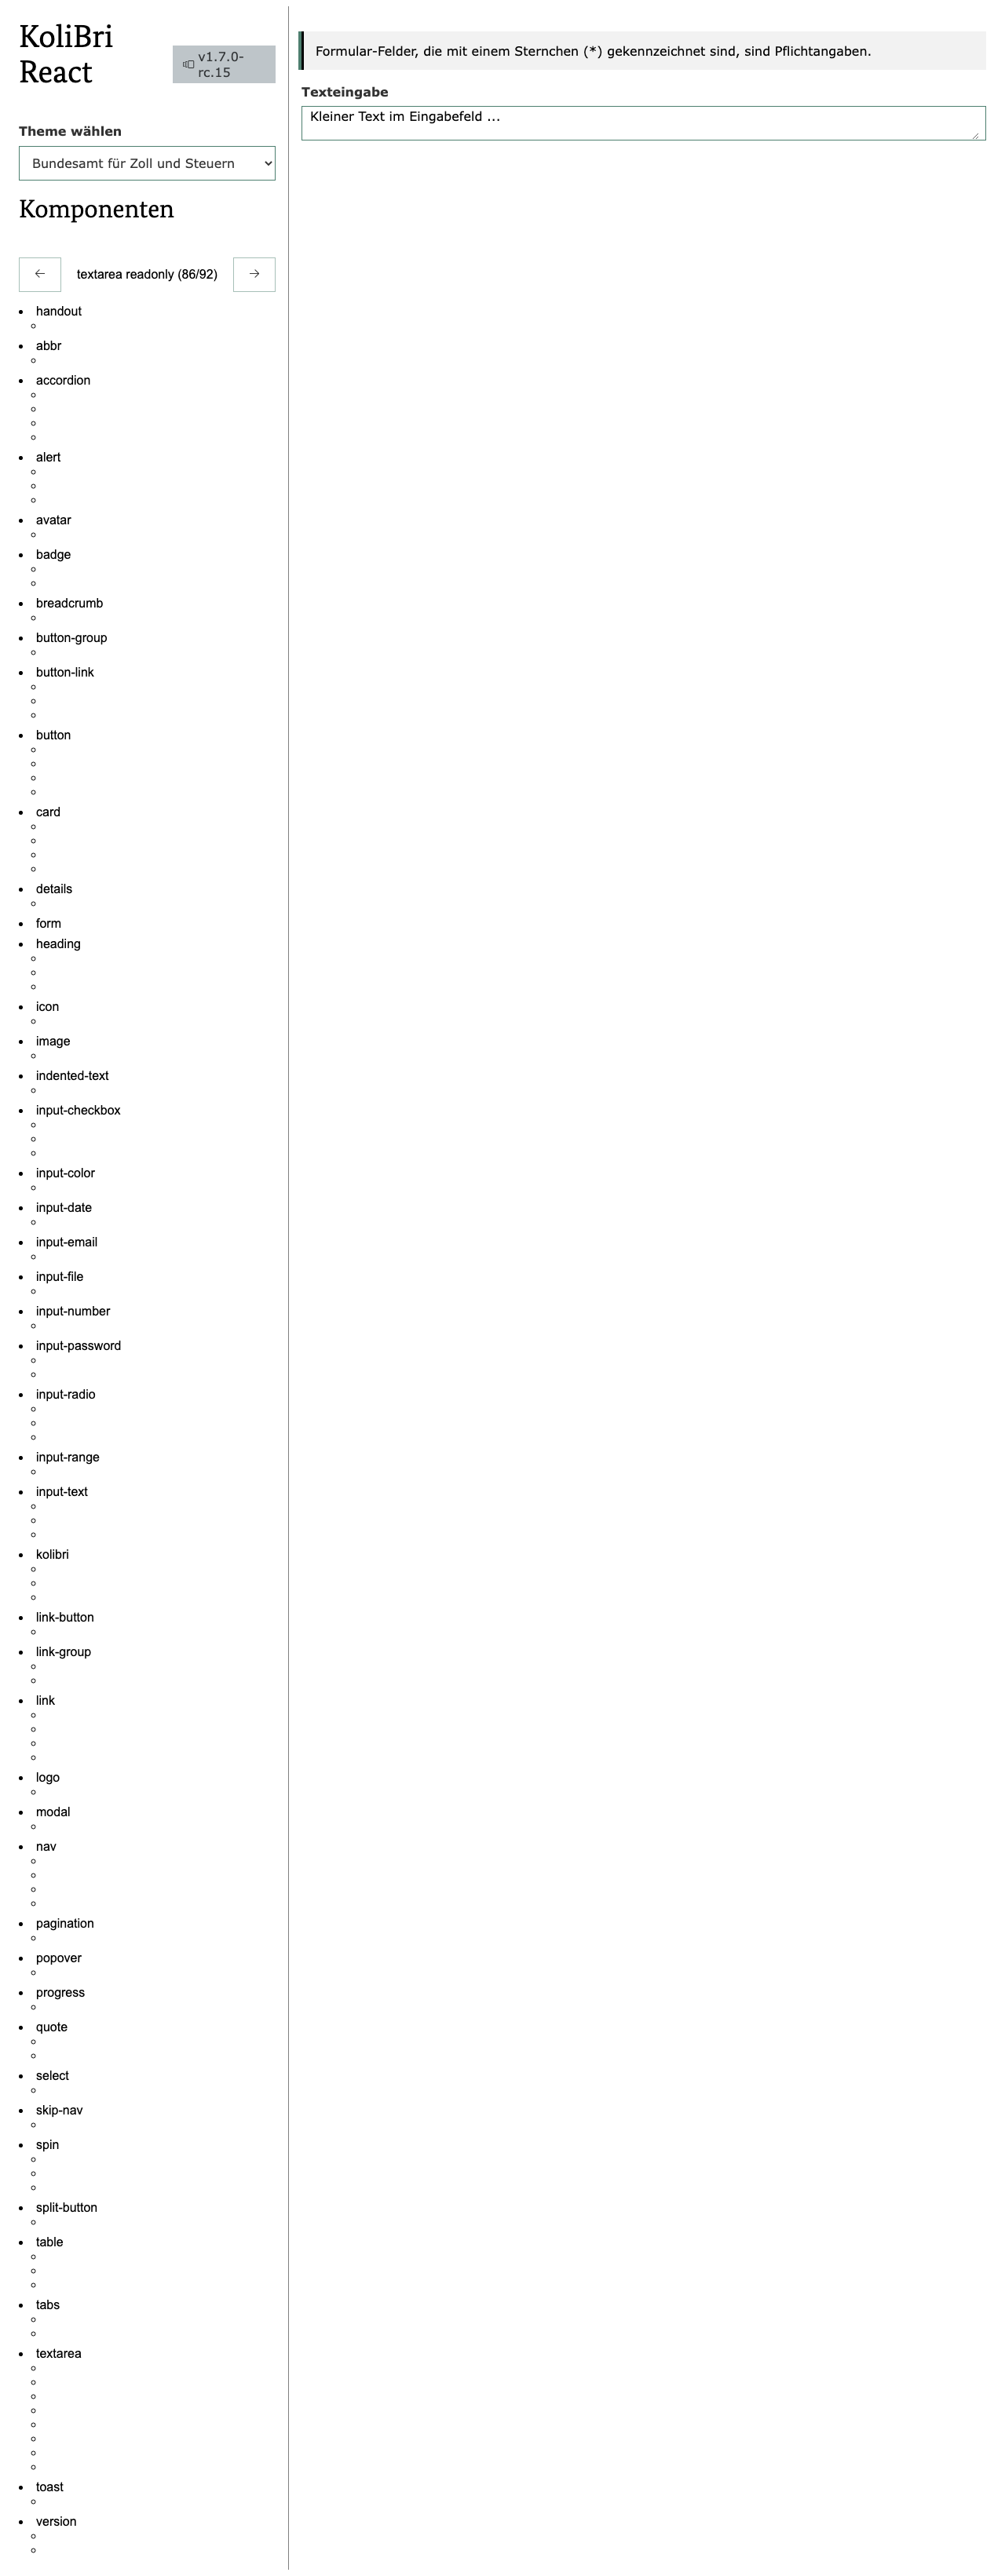 KoliBri
React
v1.7.0-
rc.15
Theme wählen
Bundesamt für Zoll und Steuern
Komponenten
textarea readonly (86/92)
handout
abbr
accordion
alert
avatar
badge
breadcrumb
button-group
button-link
button
card
details
form
heading
icon
image
indented-text
input-checkbox
input-color
input-date
input-email
input-file
input-number
input-password
input-radio
input-range
input-text
kolibri
link-button
link-group
link
logo
modal
nav
pagination
popover
progress
quote
select
skip-nav
spin
split-button
table
tabs
textarea
toast
version
Formular-Felder, die mit einem Sternchen (*) gekennzeichnet sind, sind Pflichtangaben.
Texteingabe
Kleiner Text im Eingabefeld ...